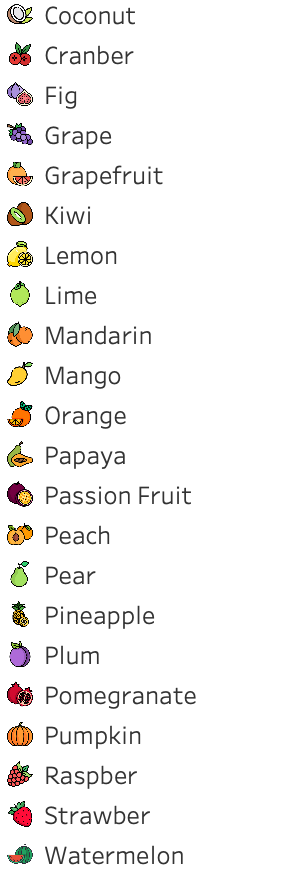 Coconut
Cranber
Fig
Grape
Grapefruit
Kiwi
Lemon
Lime
Mandarin
Mango
Orange
Papaya
Passion Fruit
Peach
Pear
Pineapple
Plum
Pomegranate
Pumpkin
Raspber
Strawber
Watermelon